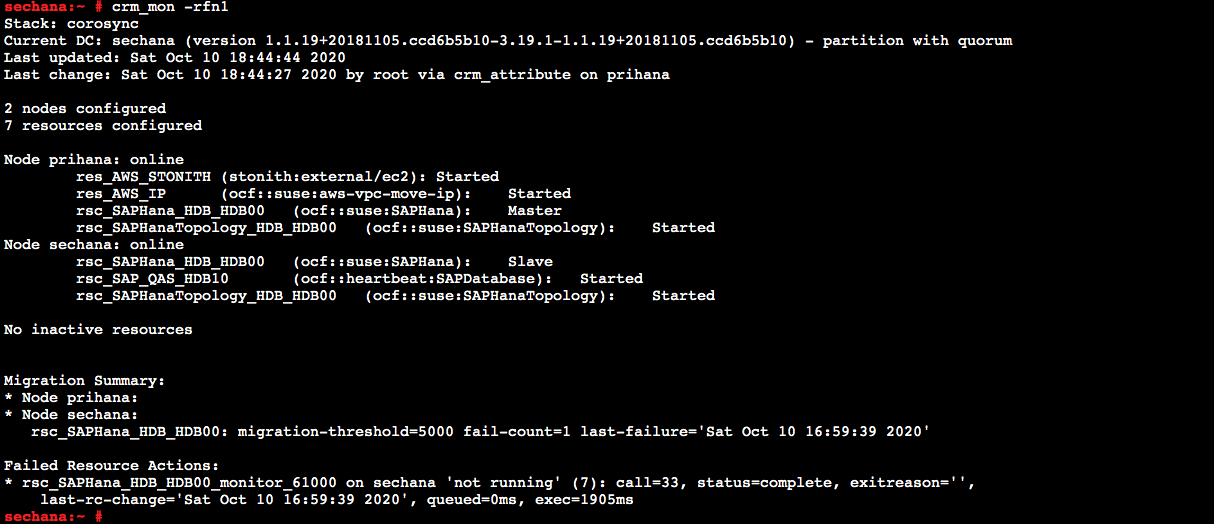 sechana:~ # crm_mon -rfn1
Stack: corosync
Current DC: sechana (version 1.1.19+20181105.ccd6b5b10-3.19.1-1.1.19+20181105.ccd6b5b10) - partition with quorum
Last updated: Sat Oct 10 18:44:44 2020
Last change: Sat Oct 10 18:44:27 2020 by root via crm_attribute on prihana
2 nodes configured
7 resources configured
Node prihana: online
res_AWS_STONITH (stonith:external/ec2): Started
res_AWS_IP (ocf::suse:aws-vpc-move-ip): Started
rsc_SAPHana_HDB_HDB00 (ocf::suse:SAPHana): Master
rsc_SAPHanaTopology_HDB_HDB00 (ocf::suse:SAPHanaTopology): Started
Node sechana: online
rsc_SAPHana_HDB_HDB00 (ocf::suse:SAPHana): Slave
rsc_SAP_QAS_HDB10 (ocf::heartbeat:SAPDatabase): Started
rsc_SAPHanaTopology_HDB_HDB00 (ocf::suse:SAPHanaTopology): Started
No inactive resources
Migration Summary:
* Node prihana:
* Node sechana:
rsc_SAPHana_HDB_HDB00: migration-threshold=5000 fail-count=1 last-failure='Sat Oct 10 16:59:39 2020'
Failed Resource Actions:
* rsc_SAPHana_HDB_HDB00_monitor_61000 on sechana 'not running' (7): call=33, status=complete, exitreason='',
last-rc-change='Sat Oct 10 16:59:39 2020', queued=0ms, exec=1905ms
sechana:~ #